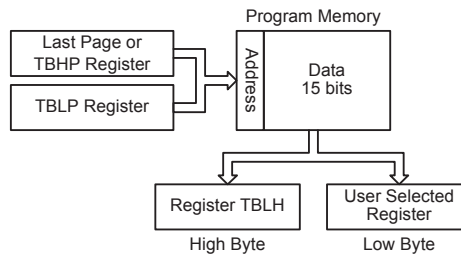 Program Memory
Last Page or
TBHP Register
TBLP Register
Address
Data
15 bits
Register TBLH
High Byte
User Selected
Register
Low Byte